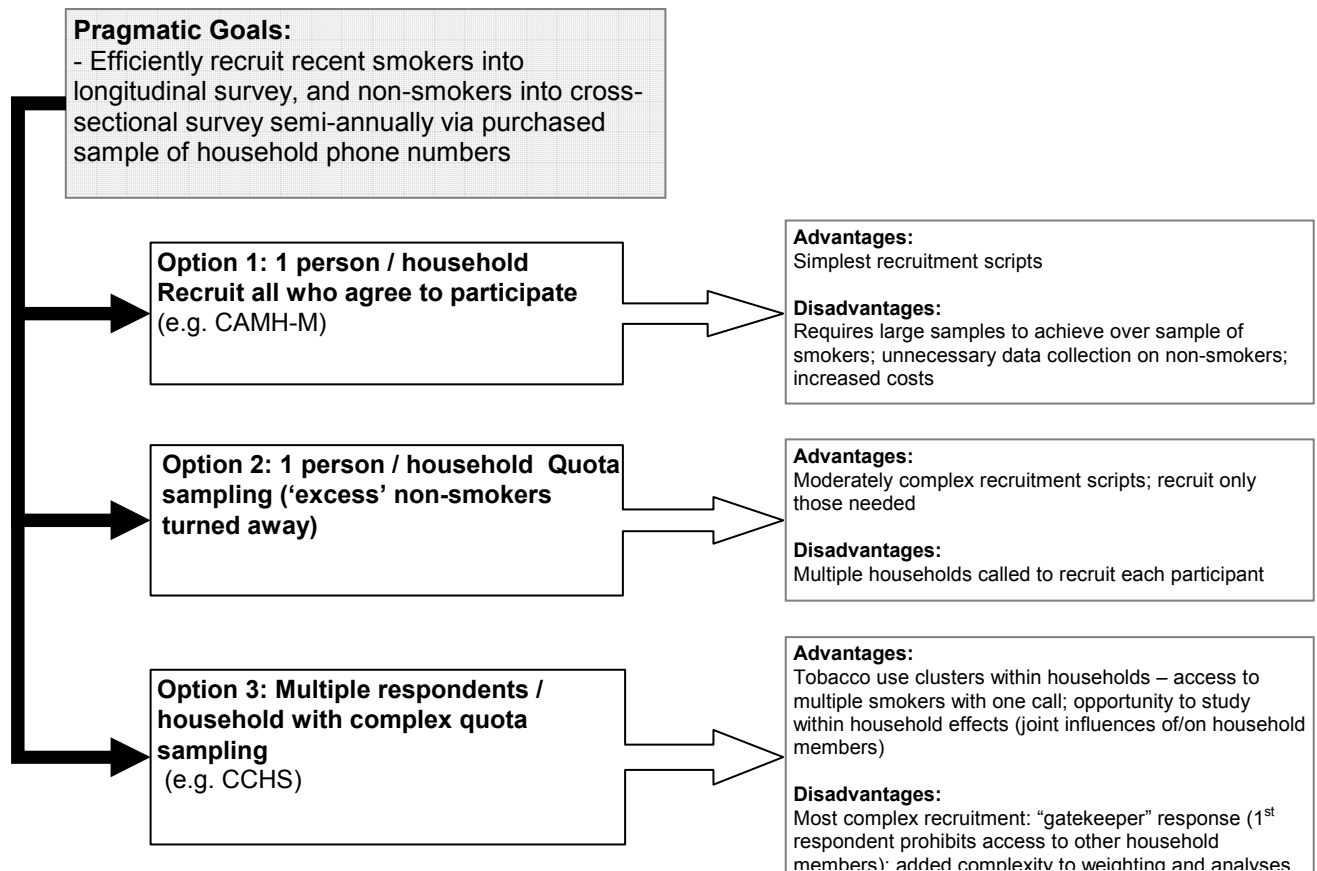 Pragmatic Goals:
- Efficiently recruit recent smokers into
longitudinal survey, and non-smokers into cross-
sectional survey semi-annually via purchased
sample of household phone numbers
Option 1: 1 person / household
Recruit all who agree to participate
(e.g. CAMH-M)
Advantages:
Simplest recruitment scripts
Disadvantages:
Requires large samples to achieve over sample of
smokers; unnecessary data collection on non-smokers;
increased costs
Option 2: 1 person / household  Quota
sampling (‘excess’ non-smokers
turned away)
Advantages:
Moderately complex recruitment scripts; recruit only
those needed
Disadvantages:
Multiple households called to recruit each participant
Option 3: Multiple respondents /
household with complex quota
sampling
(e.g. CCHS)
Advantages:
Tobacco use clusters within households – access to
multiple smokers with one call; opportunity to study
within household effects (joint influences of/on household
members)
Disadvantages:
Most complex recruitment: “gatekeeper” response (1st
respondent prohibits access to other household
members); added complexity to weighting and analyses